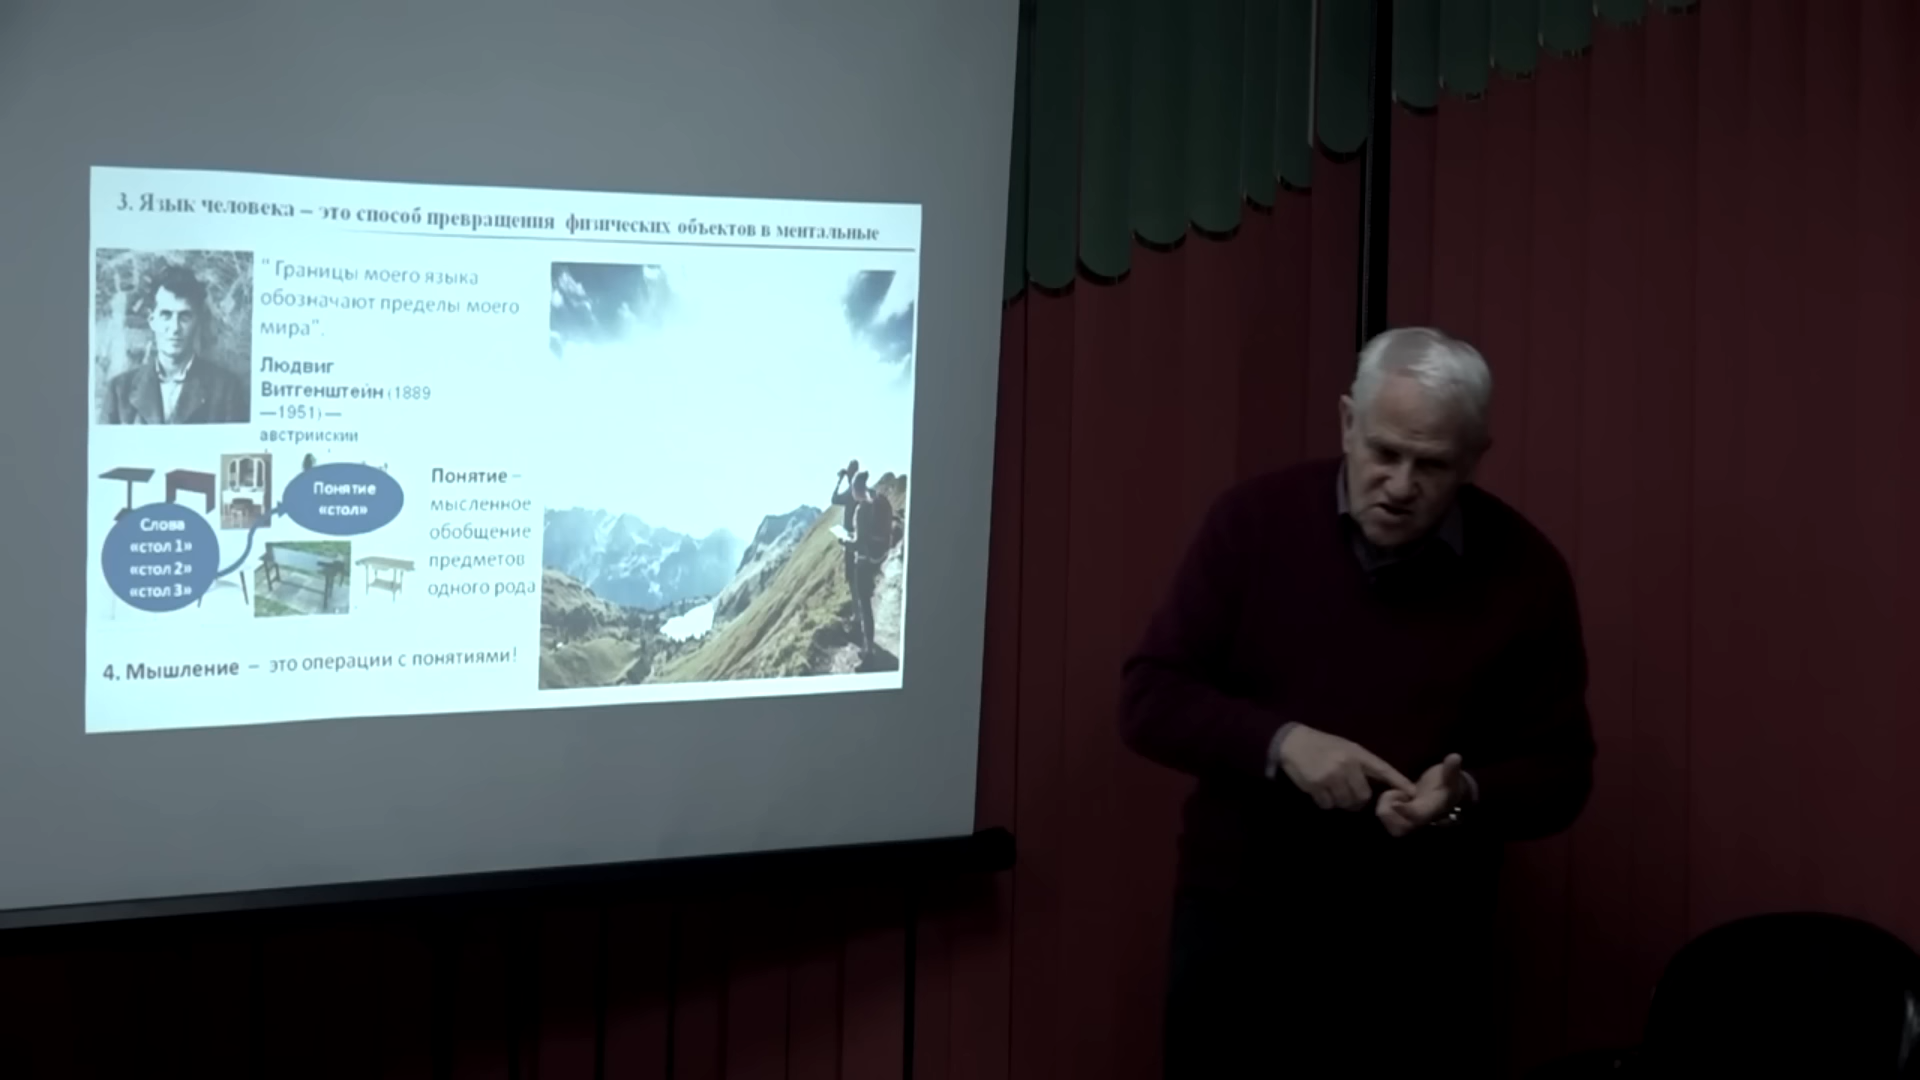 3. Язык человека – это способ превращения физических объектов в ментальные
" Границы моего языка
обозначают пределы моего
мира".
Людвиг
Витгенштейн (1889
—1951) —
австрийский
Понятие
«стол»
Слова
«стол 1»
«стол 2»
«стол 3»
Понятие –
мысленное
обобщение
предметов
одного рода
4. Мышление – это операции с понятиями!